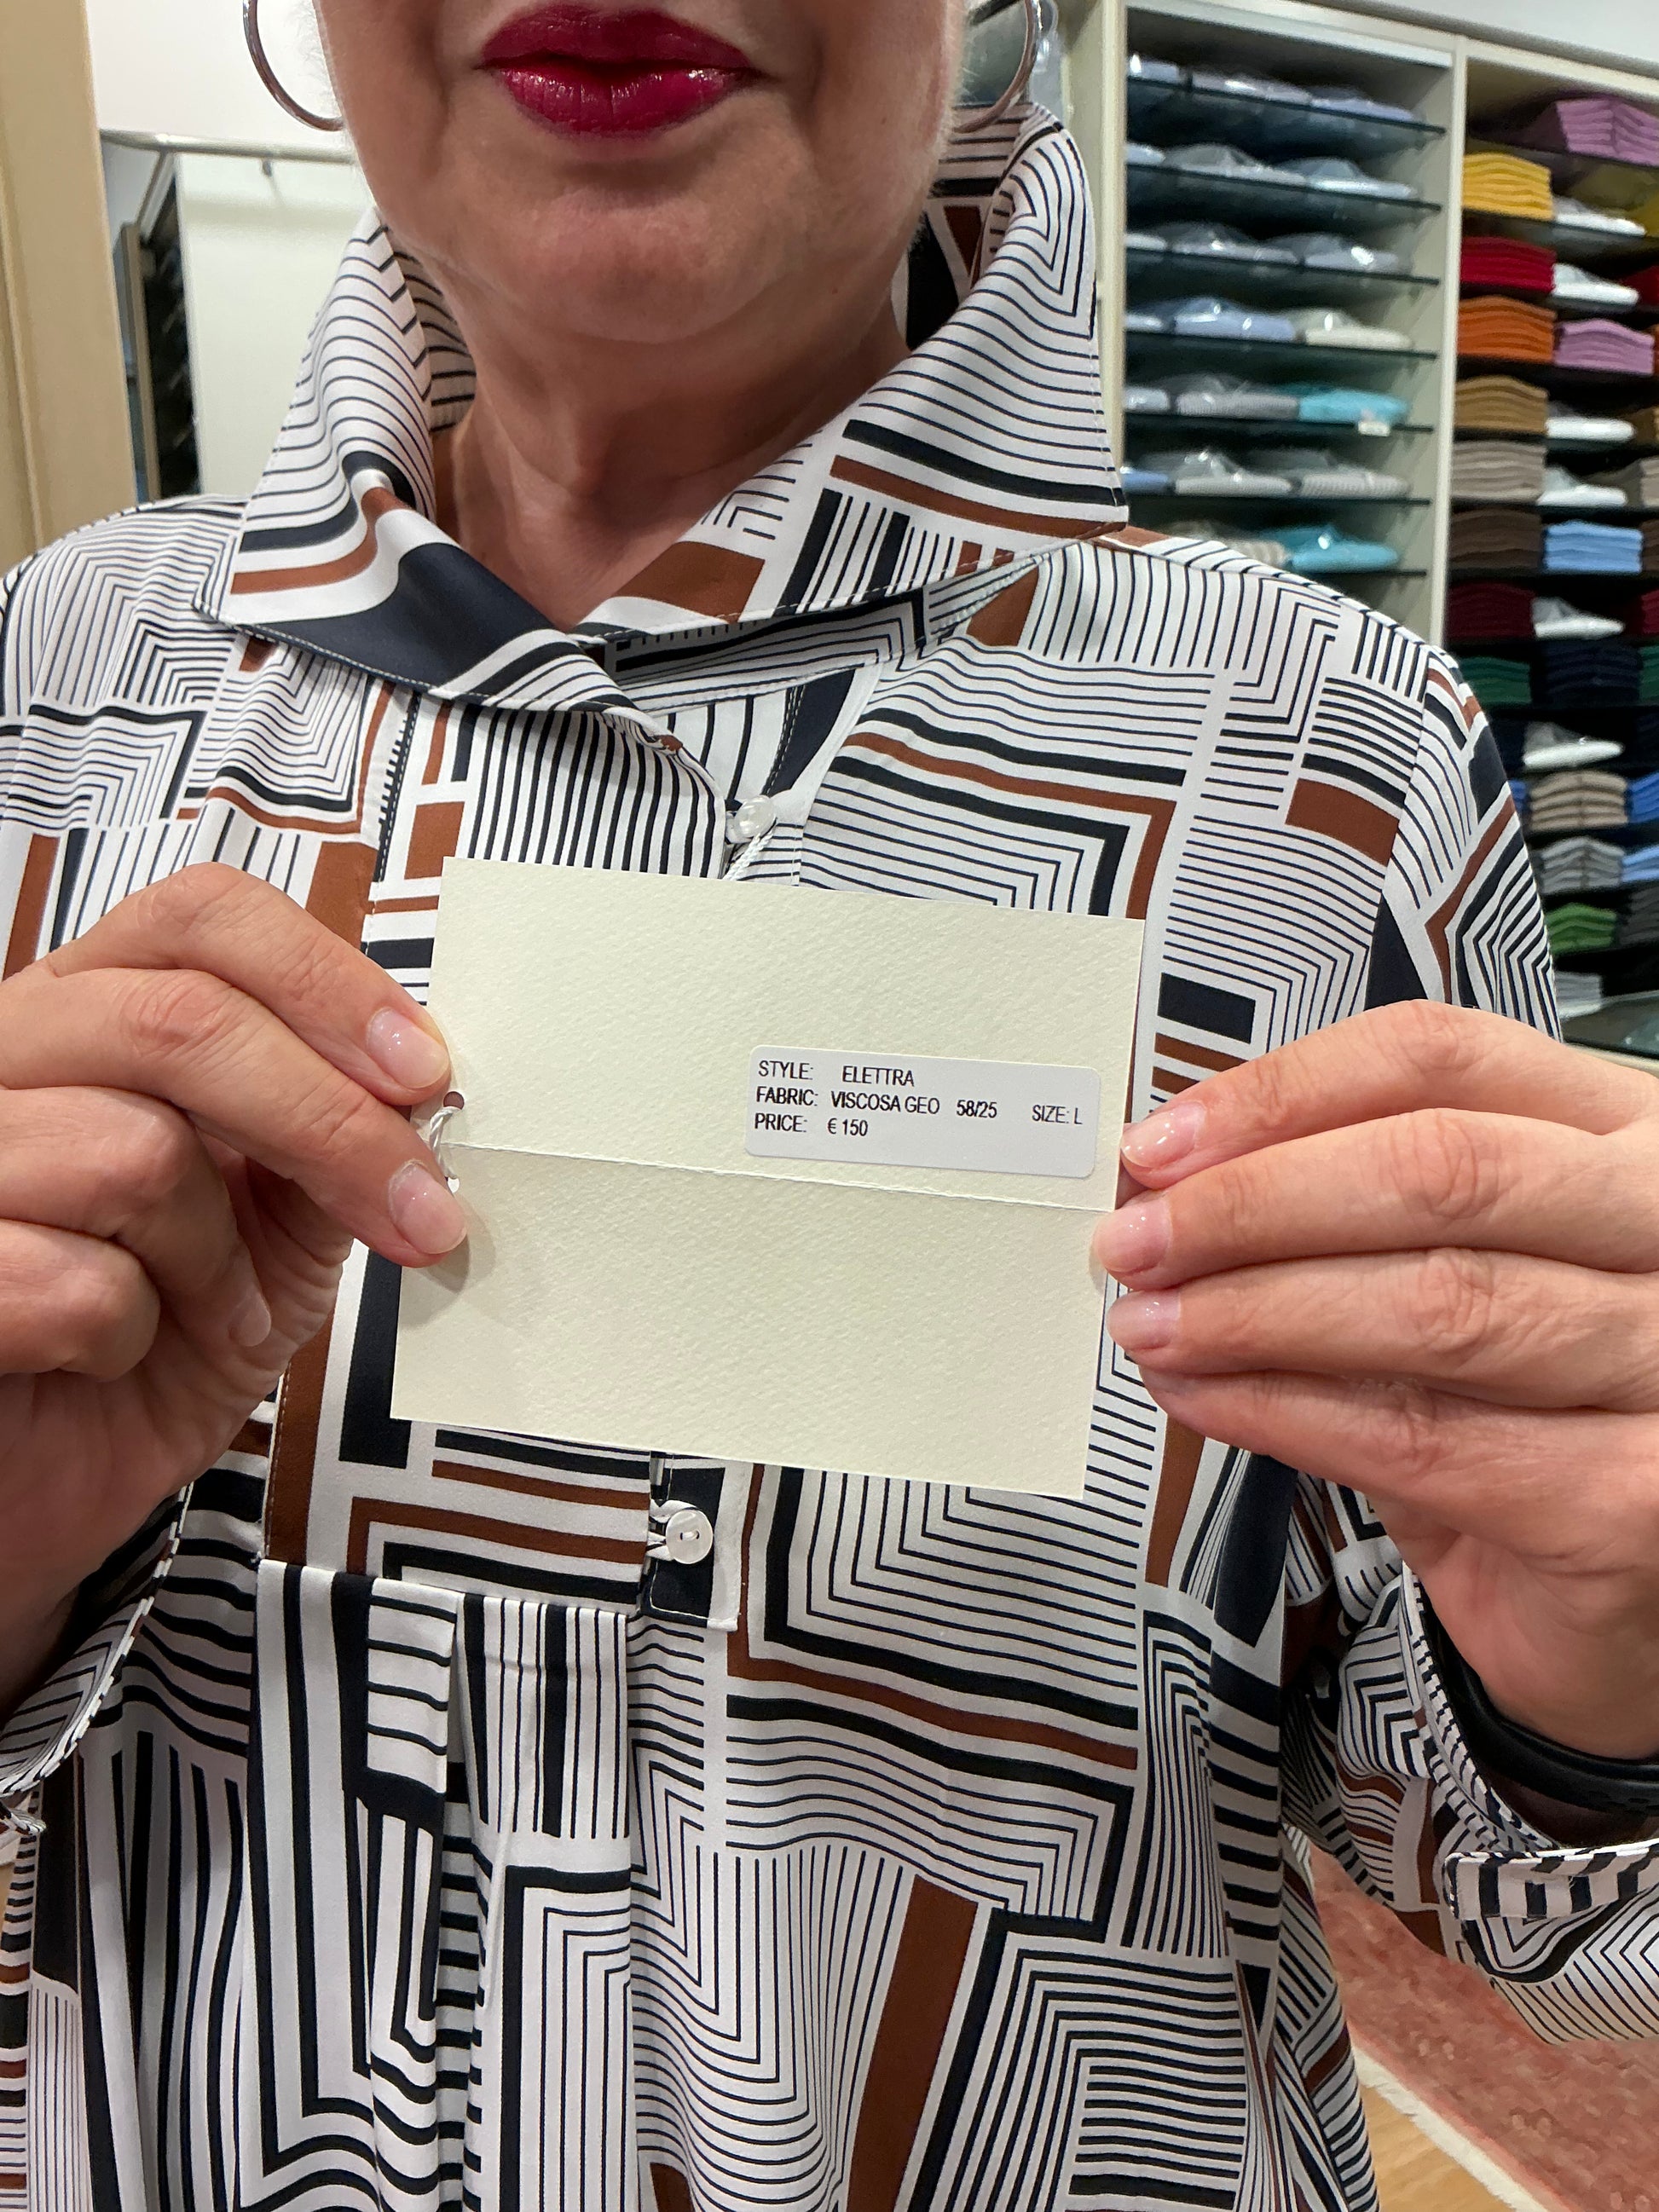 STYLE: ELETTRA
FABRIC: VISCOSA GEO 58/25 SIZE: L
PRICE: € 150